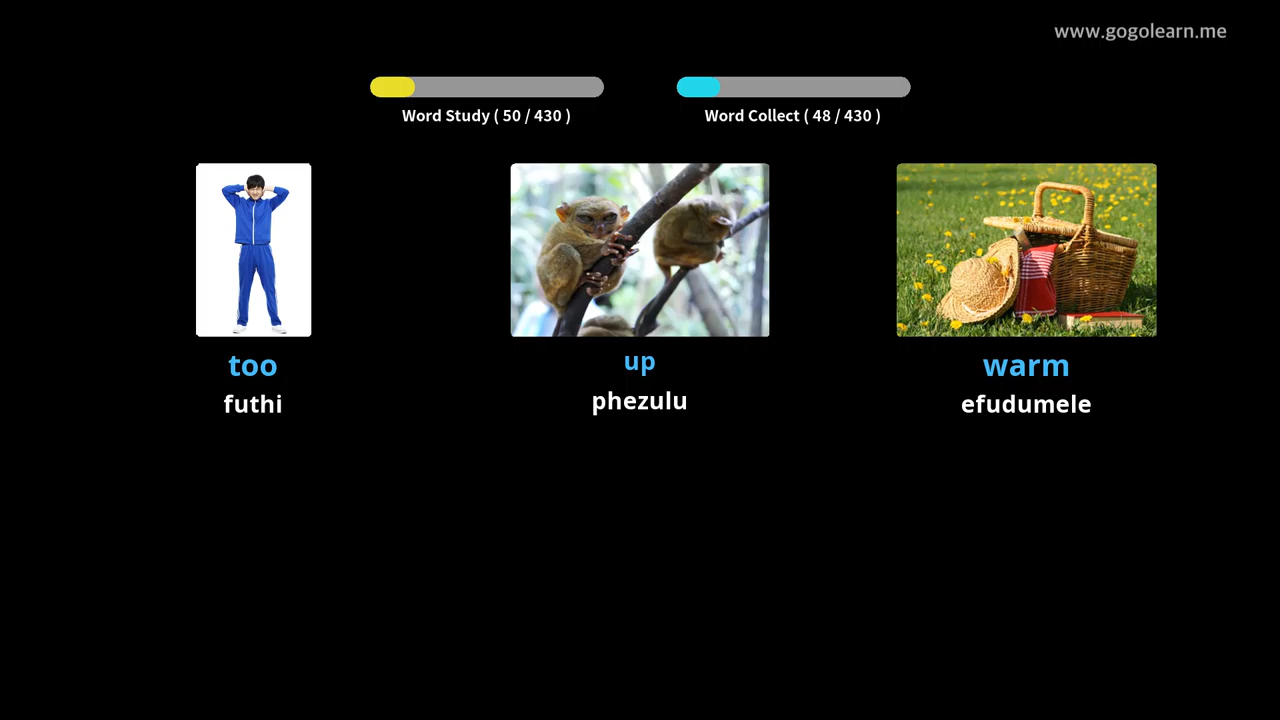 www.gogolearn.me
Word Study ( 50 / 430 )
Word Collect ( 48 / 430 )
too
futhi
up
phezulu
warm
efudumele